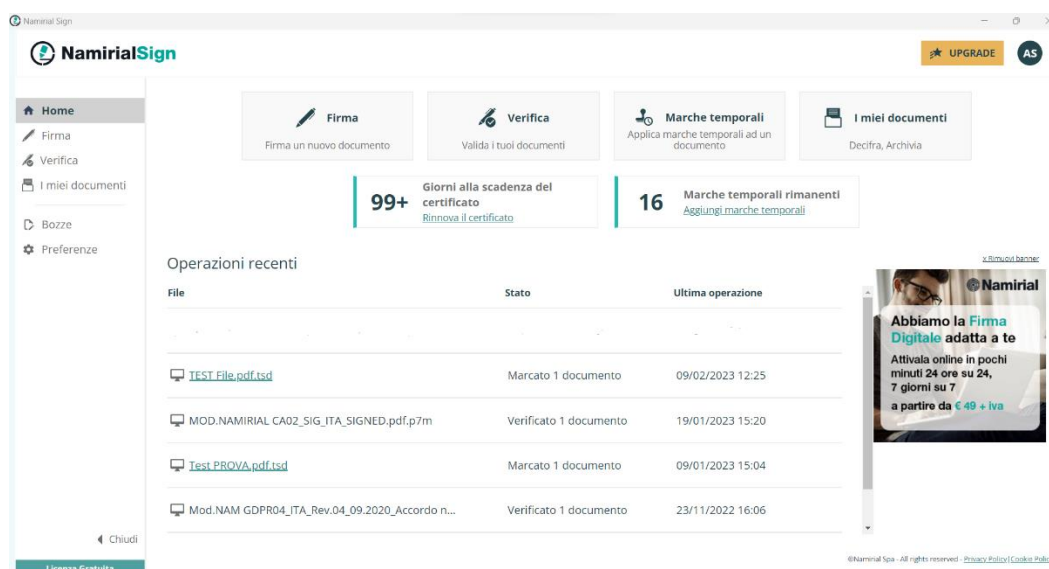 Namirial Sign
NamirialSign
UPGRADE
AS
Home
Firma
Verifica
I miei documenti
Bozze
Preferenze
Chiudi
Licenza Gratuita
Firma
Firma un nuovo documento
Verifica
Valida i tuoi documenti
Marche temporali
Applica marche temporali ad un
documento
I miei documenti
Decifra, Archivia
99+
Giorni alla scadenza del
certificato
Rinnova il certificato
16
Marche temporali rimanenti
Aggiungi marche temporali
Operazioni recenti
File Stato Ultima operazione
TEST File.pdf.tsd Marcato 1 documento 09/02/2023 12:25
MOD.NAMIRIAL CA02_SIG_ITA_SIGNED.pdf.p7m Verificato 1 documento 19/01/2023 15:20
Test PROVA.pdf.tsd Marcato 1 documento 09/01/2023 15:04
Mod.NAM GDPR04_ITA_Rev.04_09.2020_Accordo n... Verificato 1 documento 23/11/2022 16:06
x Rimuovi banner
Namirial
Abbiamo la Firma
Digitale adatta a te
Attivala online in pochi
minuti 24 ore su 24,
7 giorni su 7
a partire da € 49 + iva
©Namirial Spa - All rights reserved - Privacy Policy | Cookie Polic